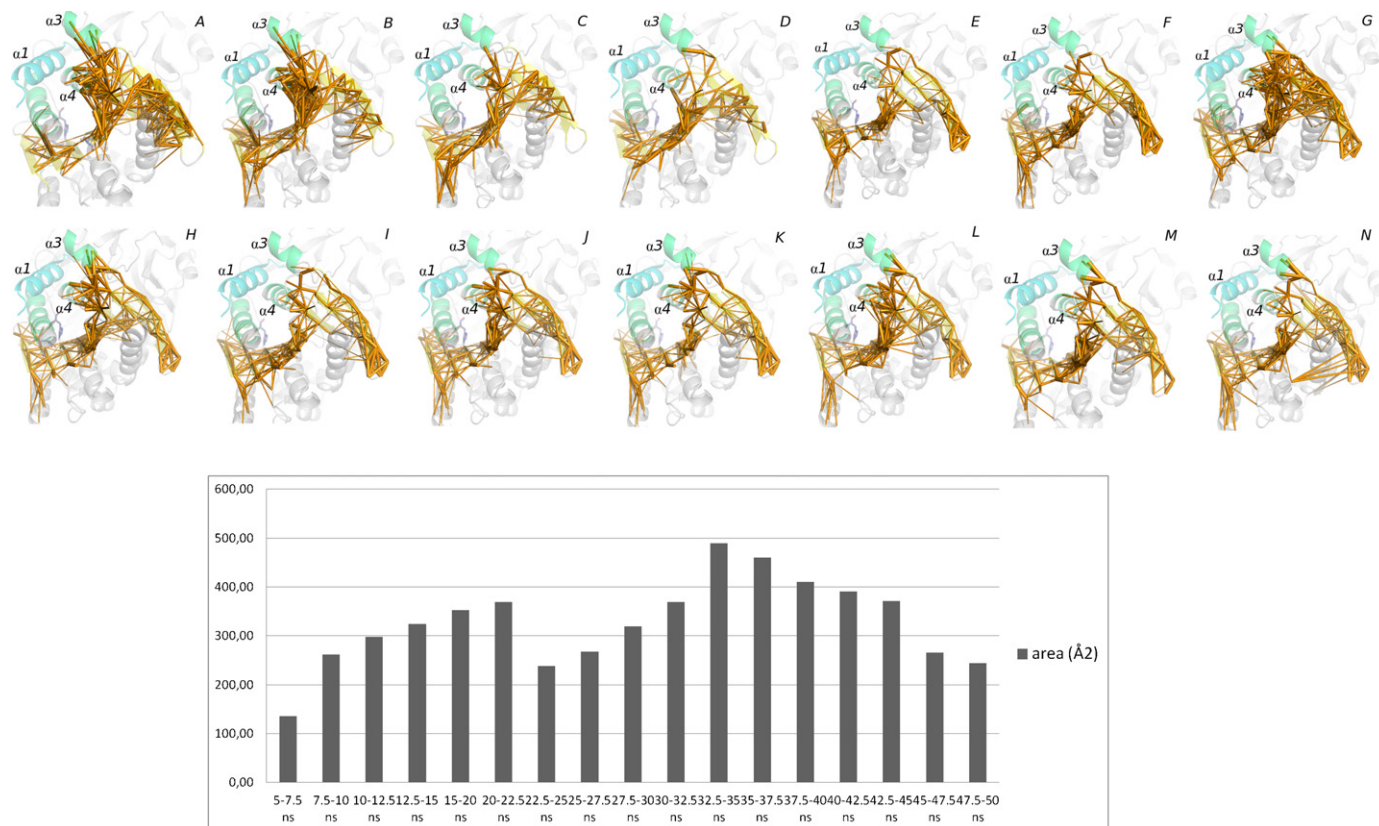 α3 A α3 B α3 C α3 D α3 E α3 F α3 G
α1 α1 α1 α1 α1 α1 α1
α4 α4 α4 α4 α4 α4 α4
α3 H α3 I α3 J α3 K α3 L α3 M α3 N
α1 α1 α1 α1 α1 α1 α1
α4 α4 α4 α4 α4 α4 α4
600,00
500,00
400,00
300,00
200,00
100,00
0,00
area (Å2)
5-7.5 7.5-10 10-12.5 12.5-15 15-20 20-22.5 22.5-25 25-27.5 27.5-30 30-32.5 32.5-35 35-37.5 37.5-40 40-42.5 42.5-45 45-47.5 47.5-50
ns ns ns ns ns ns ns ns ns ns ns ns ns ns ns ns ns